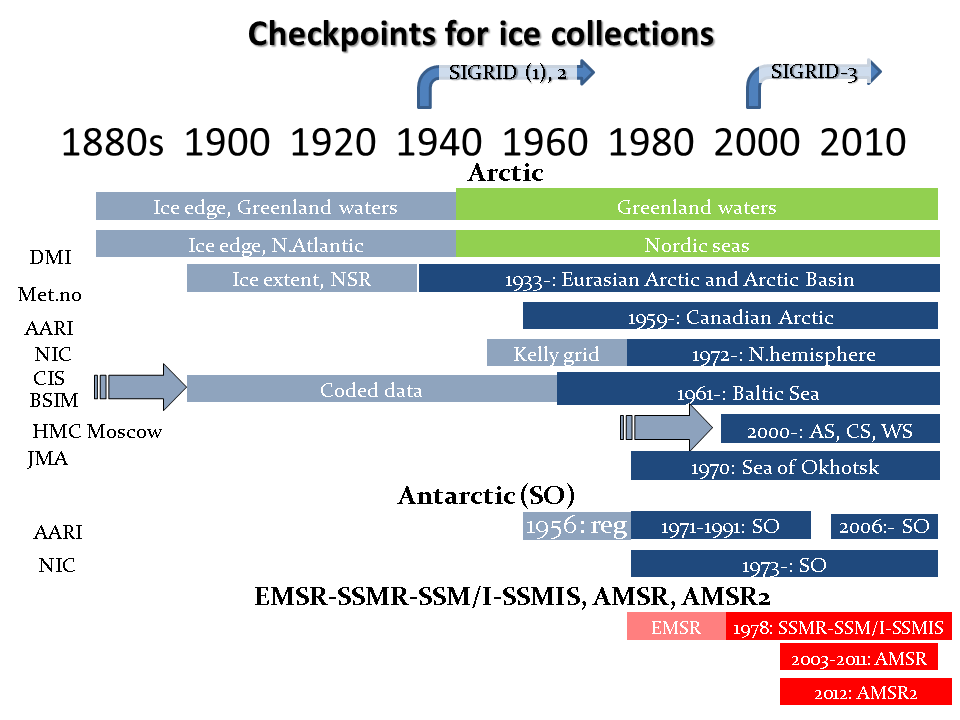 Checkpoints for ice collections
SIGRID (1), 2
SIGRID-3
1880s 1900 1920 1940 1960 1980 2000 2010
Arctic
Ice edge, Greenland waters
Greenland waters
Ice edge, N.Atlantic
Nordic seas
DMI
Ice extent, NSR
1933-: Eurasian Arctic and Arctic Basin
Met.no
1959-: Canadian Arctic
AARI
NIC
Kelly grid
1972-: N.hemisphere
CIS
Coded data
1961-: Baltic Sea
BSIM
HMC Moscow
2000-: AS, CS, WS
JMA
1970: Sea of Okhotsk
Antarctic (SO)
AARI
1956: reg
1971-1991: SO
2006:- SO
NIC
1973-: SO
EMSR-SSMR-SSM/I-SSMIS, AMSR, AMSR2
EMSR
1978: SSMR-SSM/I-SSMIS
2003-2011: AMSR
2012: AMSR2